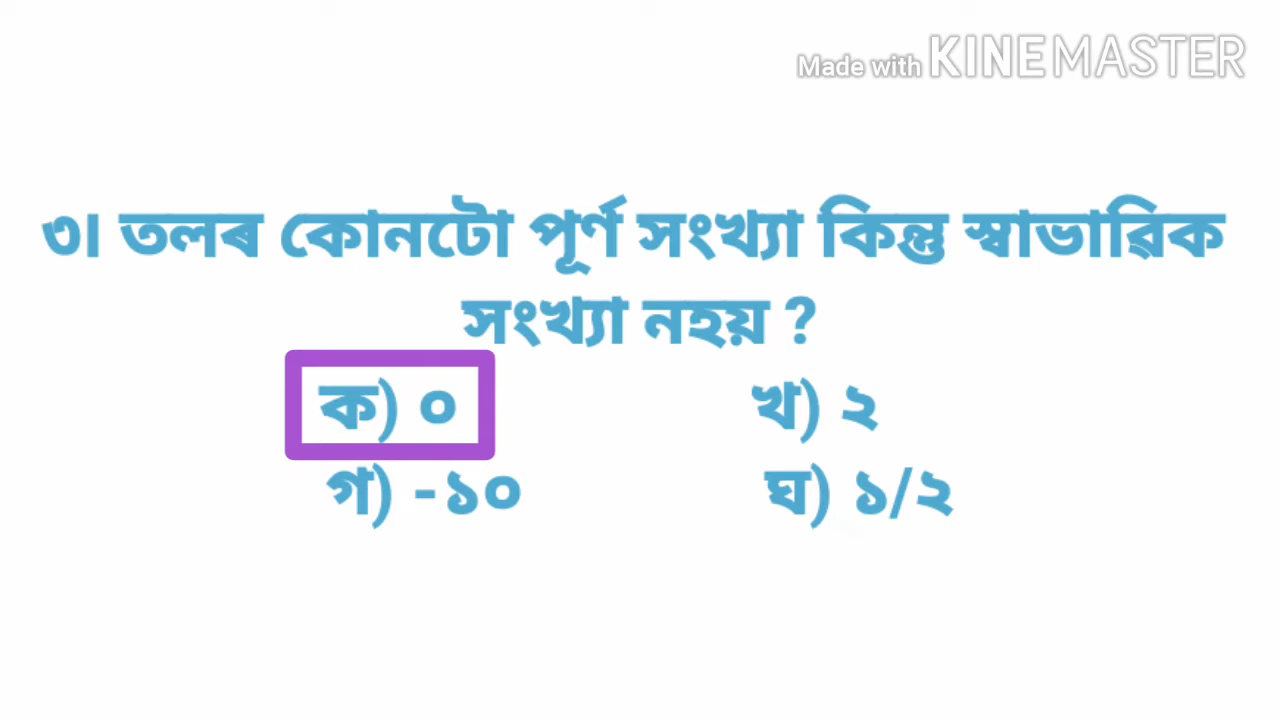 Made with KINEMASTER
৩। তলৰ কোনটো পূৰ্ণ সংখ্যা কিন্তু স্বাভাৱিক
সংখ্যা নহয় ?
ক) ০ খ) ২
গ) -১০ ঘ) ১/২